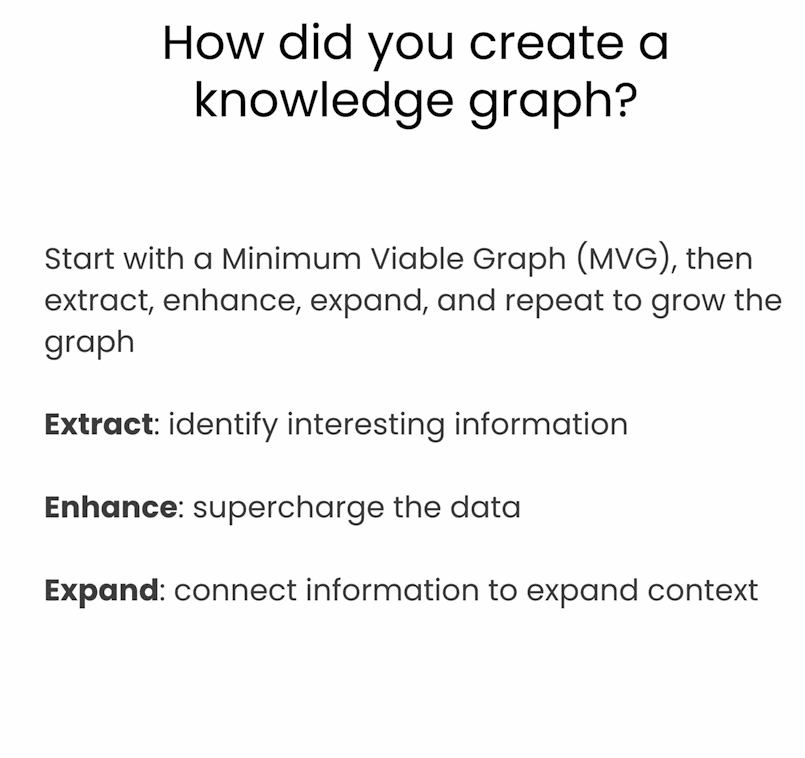 How did you create a
knowledge graph?
Start with a Minimum Viable Graph (MVG), then
extract, enhance, expand, and repeat to grow the
graph
Extract: identify interesting information
Enhance: supercharge the data
Expand: connect information to expand context